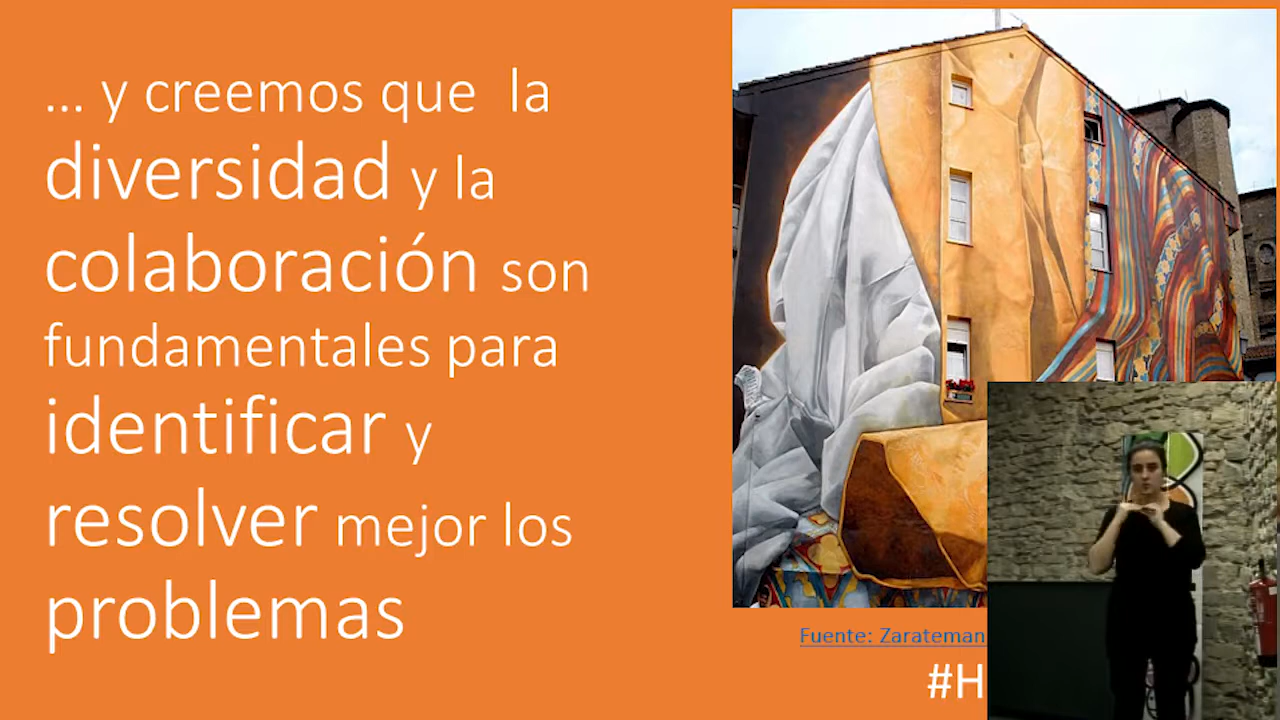 ... y creemos que la
diversidad y la
colaboración son
fundamentales para
identificar y
resolver mejor los
problemas
Fuente: Zarateman
#H